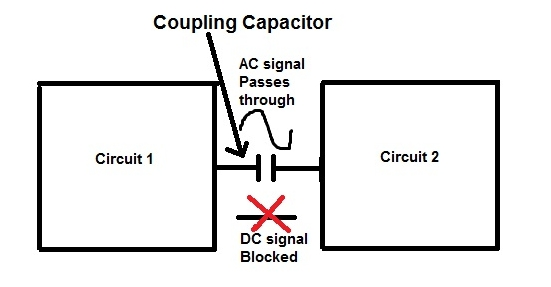 Coupling Capacitor
AC signal
Passes
through
Circuit 1
Circuit 2
DC signal
Blocked